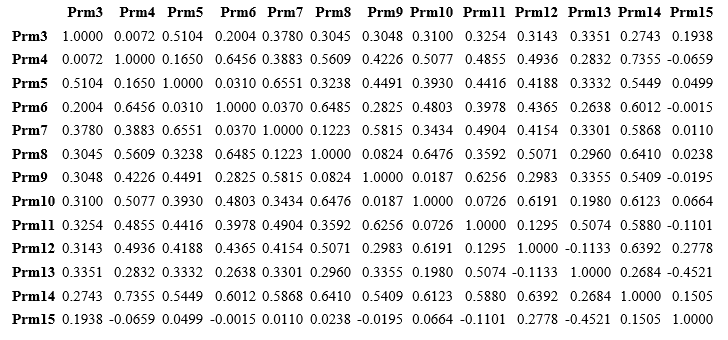 Prm3 Prm4 Prm5 Prm6 Prm7 Prm8 Prm9 Prm10 Prm11 Prm12 Prm13 Prm14 Prm15
Prm3 1.0000 0.0072 0.5104 0.2004 0.3780 0.3045 0.3048 0.3100 0.3254 0.3143 0.3351 0.2743 0.1938
Prm4 0.0072 1.0000 0.1650 0.6456 0.3883 0.5609 0.4226 0.5077 0.4855 0.4936 0.2832 0.7355 -0.0659
Prm5 0.5104 0.1650 1.0000 0.0310 0.6551 0.3238 0.4491 0.3930 0.4416 0.4188 0.3332 0.5449 0.0499
Prm6 0.2004 0.6456 0.0310 1.0000 0.0370 0.6485 0.2825 0.4803 0.3978 0.4365 0.2638 0.6012 -0.0015
Prm7 0.3780 0.3883 0.6551 0.0370 1.0000 0.1223 0.5815 0.3434 0.4904 0.4154 0.3301 0.5868 0.0110
Prm8 0.3045 0.5609 0.3238 0.6485 0.1223 1.0000 0.0824 0.6476 0.3592 0.5071 0.2960 0.6410 0.0238
Prm9 0.3048 0.4226 0.4491 0.2825 0.5815 0.0824 1.0000 0.0187 0.6256 0.2983 0.3355 0.5409 -0.0195
Prm10 0.3100 0.5077 0.3930 0.4803 0.3434 0.6476 0.0187 1.0000 0.0726 0.6191 0.1980 0.6123 0.0664
Prm11 0.3254 0.4855 0.4416 0.3978 0.4904 0.3592 0.6256 0.0726 1.0000 0.1295 0.5074 0.5880 -0.1101
Prm12 0.3143 0.4936 0.4188 0.4365 0.4154 0.5071 0.2983 0.6191 0.1295 1.0000 -0.1133 0.6392 0.2778
Prm13 0.3351 0.2832 0.3332 0.2638 0.3301 0.2960 0.3355 0.1980 0.5074 -0.1133 1.0000 0.2684 -0.4521
Prm14 0.2743 0.7355 0.5449 0.6012 0.5868 0.6410 0.5409 0.6123 0.5880 0.6392 0.2684 1.0000 0.1505
Prm15 0.1938 -0.0659 0.0499 -0.0015 0.0110 0.0238 -0.0195 0.0664 -0.1101 0.2778 -0.4521 0.1505 1.0000